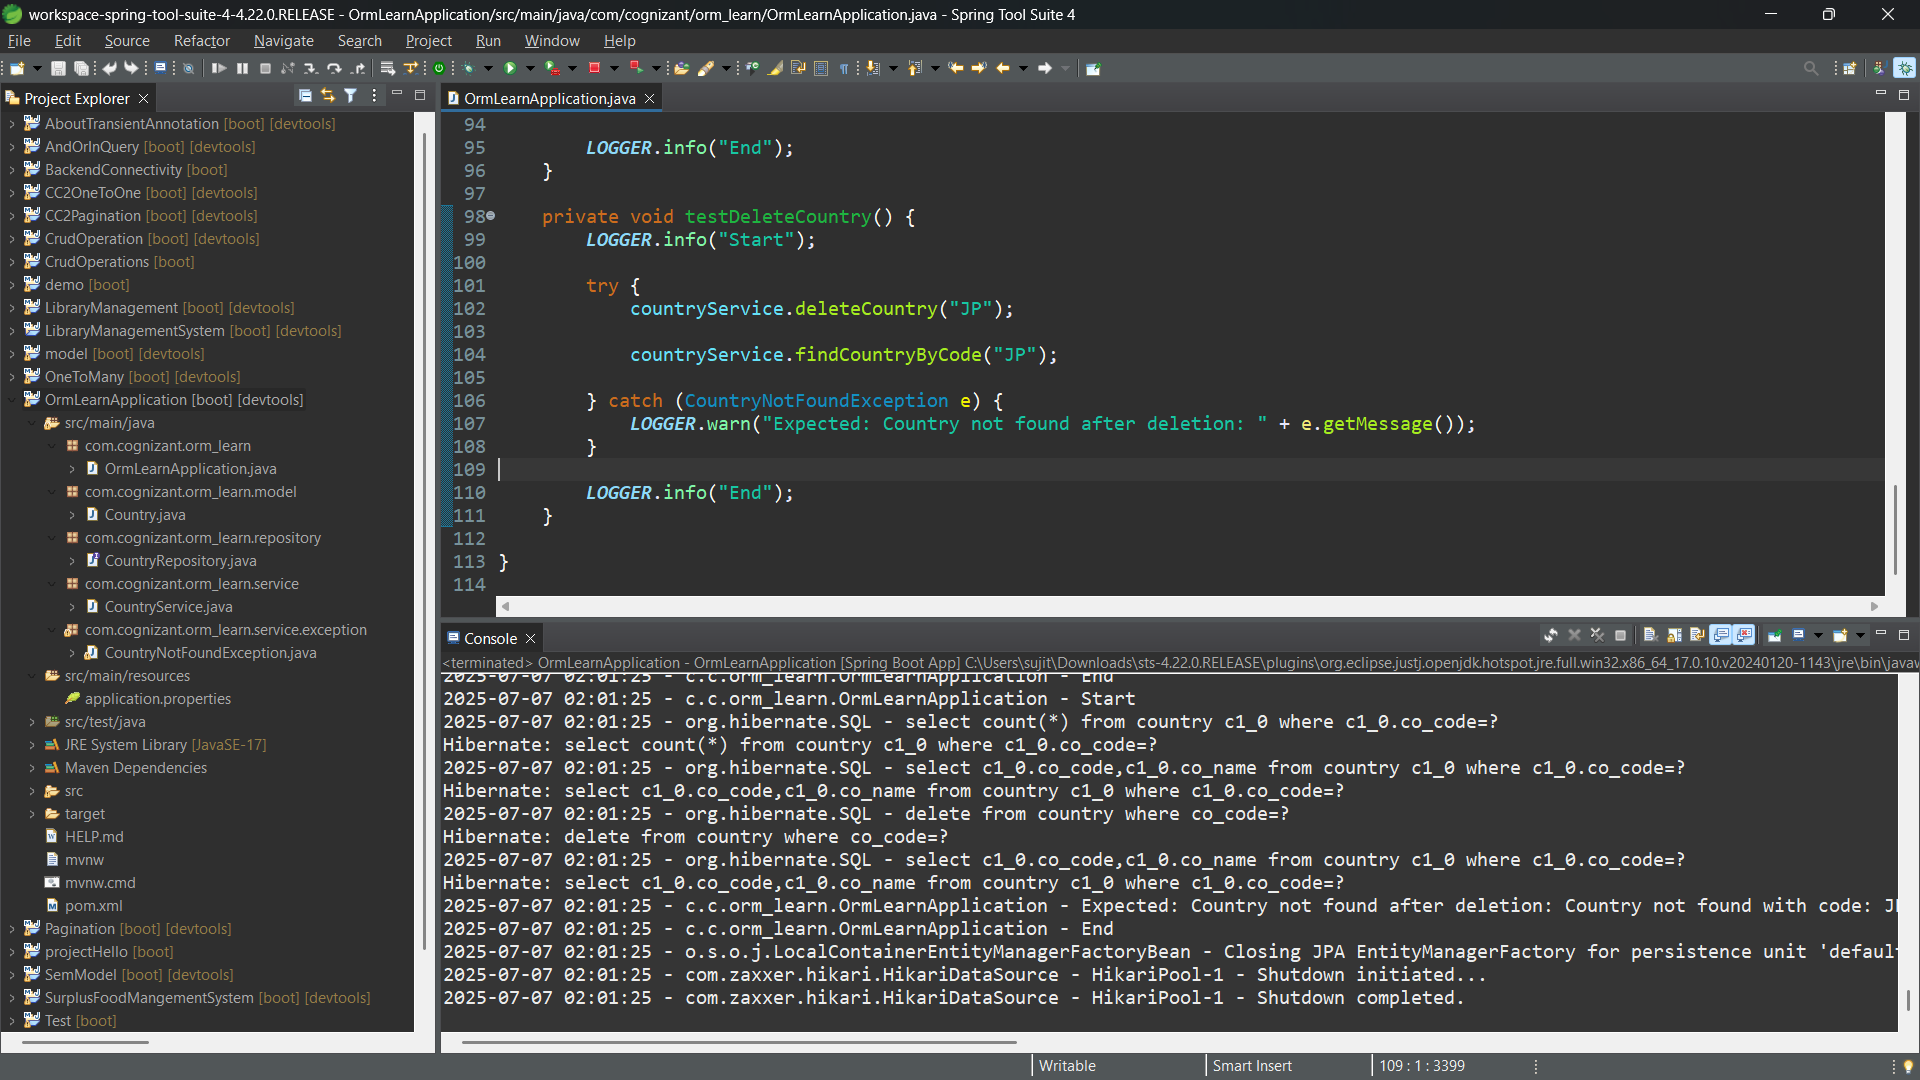 workspace-spring-tool-suite-4-4.22.0.RELEASE - OrmLearnApplication/src/main/java/com/cognizant/orm_learn/OrmLearnApplication.java - Spring Tool Suite 4
File Edit Source Refactor Navigate Search Project Run Window Help
Project Explorer
AboutTransientAnnotation [boot] [devtools]
AndOrInQuery [boot] [devtools]
BackendConnectivity [boot]
CC2OneToOne [boot] [devtools]
CC2Pagination [boot] [devtools]
CrudOperation [boot] [devtools]
CrudOperations [boot]
demo [boot]
LibraryManagement [boot] [devtools]
LibraryManagementSystem [boot] [devtools]
model [boot] [devtools]
OneToMany [boot] [devtools]
OrmLearnApplication [boot] [devtools]
src/main/java
com.cognizant.orm_learn
OrmLearnApplication.java
com.cognizant.orm_learn.model
Country.java
com.cognizant.orm_learn.repository
CountryRepository.java
com.cognizant.orm_learn.service
CountryService.java
com.cognizant.orm_learn.service.exception
CountryNotFoundException.java
src/main/resources
application.properties
src/test/java
JRE System Library [JavaSE-17]
Maven Dependencies
src
target
HELP.md
mvnw
mvnw.cmd
pom.xml
Pagination [boot] [devtools]
projectHello [boot]
SemModel [boot] [devtools]
SurplusFoodMangementSystem [boot] [devtools]
Test [boot]
OrmLearnApplication.java
94
95 LOGGER.info("End");
96 }
97
98 private void testDeleteCountry() {
99 LOGGER.info("Start");
100
101 try {
102 countryService.deleteCountry("JP");
103
104 countryService.findCountryByCode("JP");
105
106 } catch (CountryNotFoundException e) {
107 LOGGER.warn("Expected: Country not found after deletion: " + e.getMessage());
108 }
109
110 LOGGER.info("End");
111 }
112
113 }
114
Console
<terminated> OrmLearnApplication - OrmLearnApplication [Spring Boot App] C:\Users\sujit\Downloads\sts-4.22.0.RELEASE\plugins\org.eclipse.justj.openjdk.hotspot.jre.full.win32.x86_64_17.0.10.v20240120-1143\jre\bin\javaw
2025-07-07 02:01:25 - c.c.orm_learn.OrmLearnApplication - End
2025-07-07 02:01:25 - c.c.orm_learn.OrmLearnApplication - Start
2025-07-07 02:01:25 - org.hibernate.SQL - select count(*) from country c1_0 where c1_0.co_code=?
Hibernate: select count(*) from country c1_0 where c1_0.co_code=?
2025-07-07 02:01:25 - org.hibernate.SQL - select c1_0.co_code,c1_0.co_name from country c1_0 where c1_0.co_code=?
Hibernate: select c1_0.co_code,c1_0.co_name from country c1_0 where c1_0.co_code=?
2025-07-07 02:01:25 - org.hibernate.SQL - delete from country where co_code=?
Hibernate: delete from country where co_code=?
2025-07-07 02:01:25 - org.hibernate.SQL - select c1_0.co_code,c1_0.co_name from country c1_0 where c1_0.co_code=?
Hibernate: select c1_0.co_code,c1_0.co_name from country c1_0 where c1_0.co_code=?
2025-07-07 02:01:25 - c.c.orm_learn.OrmLearnApplication - Expected: Country not found after deletion: Country not found with code:
2025-07-07 02:01:25 - c.c.orm_learn.OrmLearnApplication - End
2025-07-07 02:01:25 - o.s.o.j.LocalContainerEntityManagerFactoryBean - Closing JPA EntityManagerFactory for persistence unit 'defaul
2025-07-07 02:01:25 - com.zaxxer.hikari.HikariDataSource - HikariPool-1 - Shutdown initiated...
2025-07-07 02:01:25 - com.zaxxer.hikari.HikariDataSource - HikariPool-1 - Shutdown completed.
Writable Smart Insert 109 : 1 : 3399